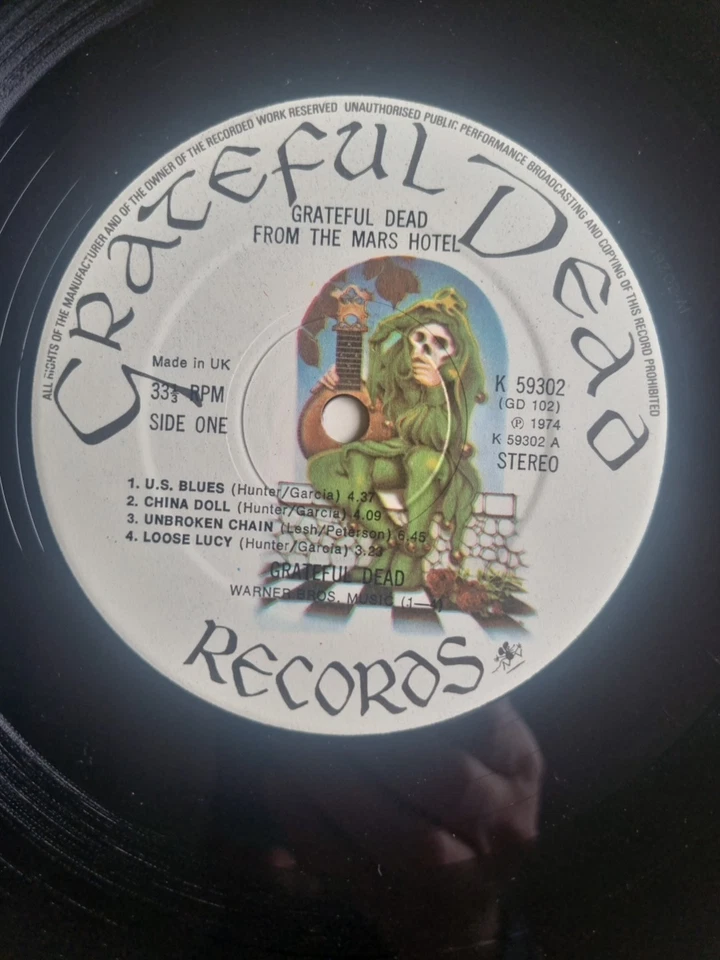 ALL RIGHTS OF THE MANUFACTURER AND OF THE OWNER OF THE RECORDED WORK RESERVED UNAUTHORISED PUBLIC PERFORMANCE BROADCASTING AND COPYING OF THIS RECORD PROHIBITED
GRATEFUL DEAD
GRATEFUL DEAD
FROM THE MARS HOTEL
Made in UK
33⅓ RPM
SIDE ONE
K 59302
(GD 102)
Ⓟ 1974
K 59302 A
STEREO
1. U.S. BLUES (Hunter/Garcia) 4.37
2. CHINA DOLL (Hunter/Garcia) 4.09
3. UNBROKEN CHAIN (Lesh/Peterson) 6.45
4. LOOSE LUCY (Hunter/Garcia) 3.23
GRATEFUL DEAD
WARNER BROS. MUSIC (1—4)
RECORDS